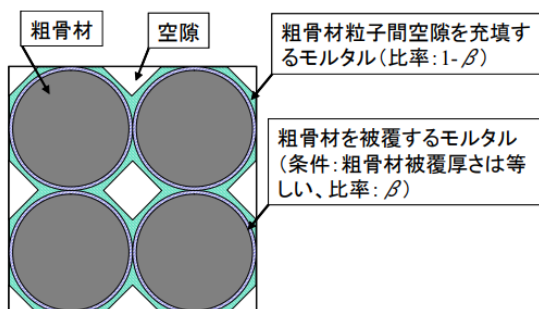 粗骨材
空隙
粗骨材粒子間空隙を充填す
るモルタル(比率:1-β)
粗骨材を被覆するモルタル
(条件:粗骨材被覆厚さは等
しい、比率:β)